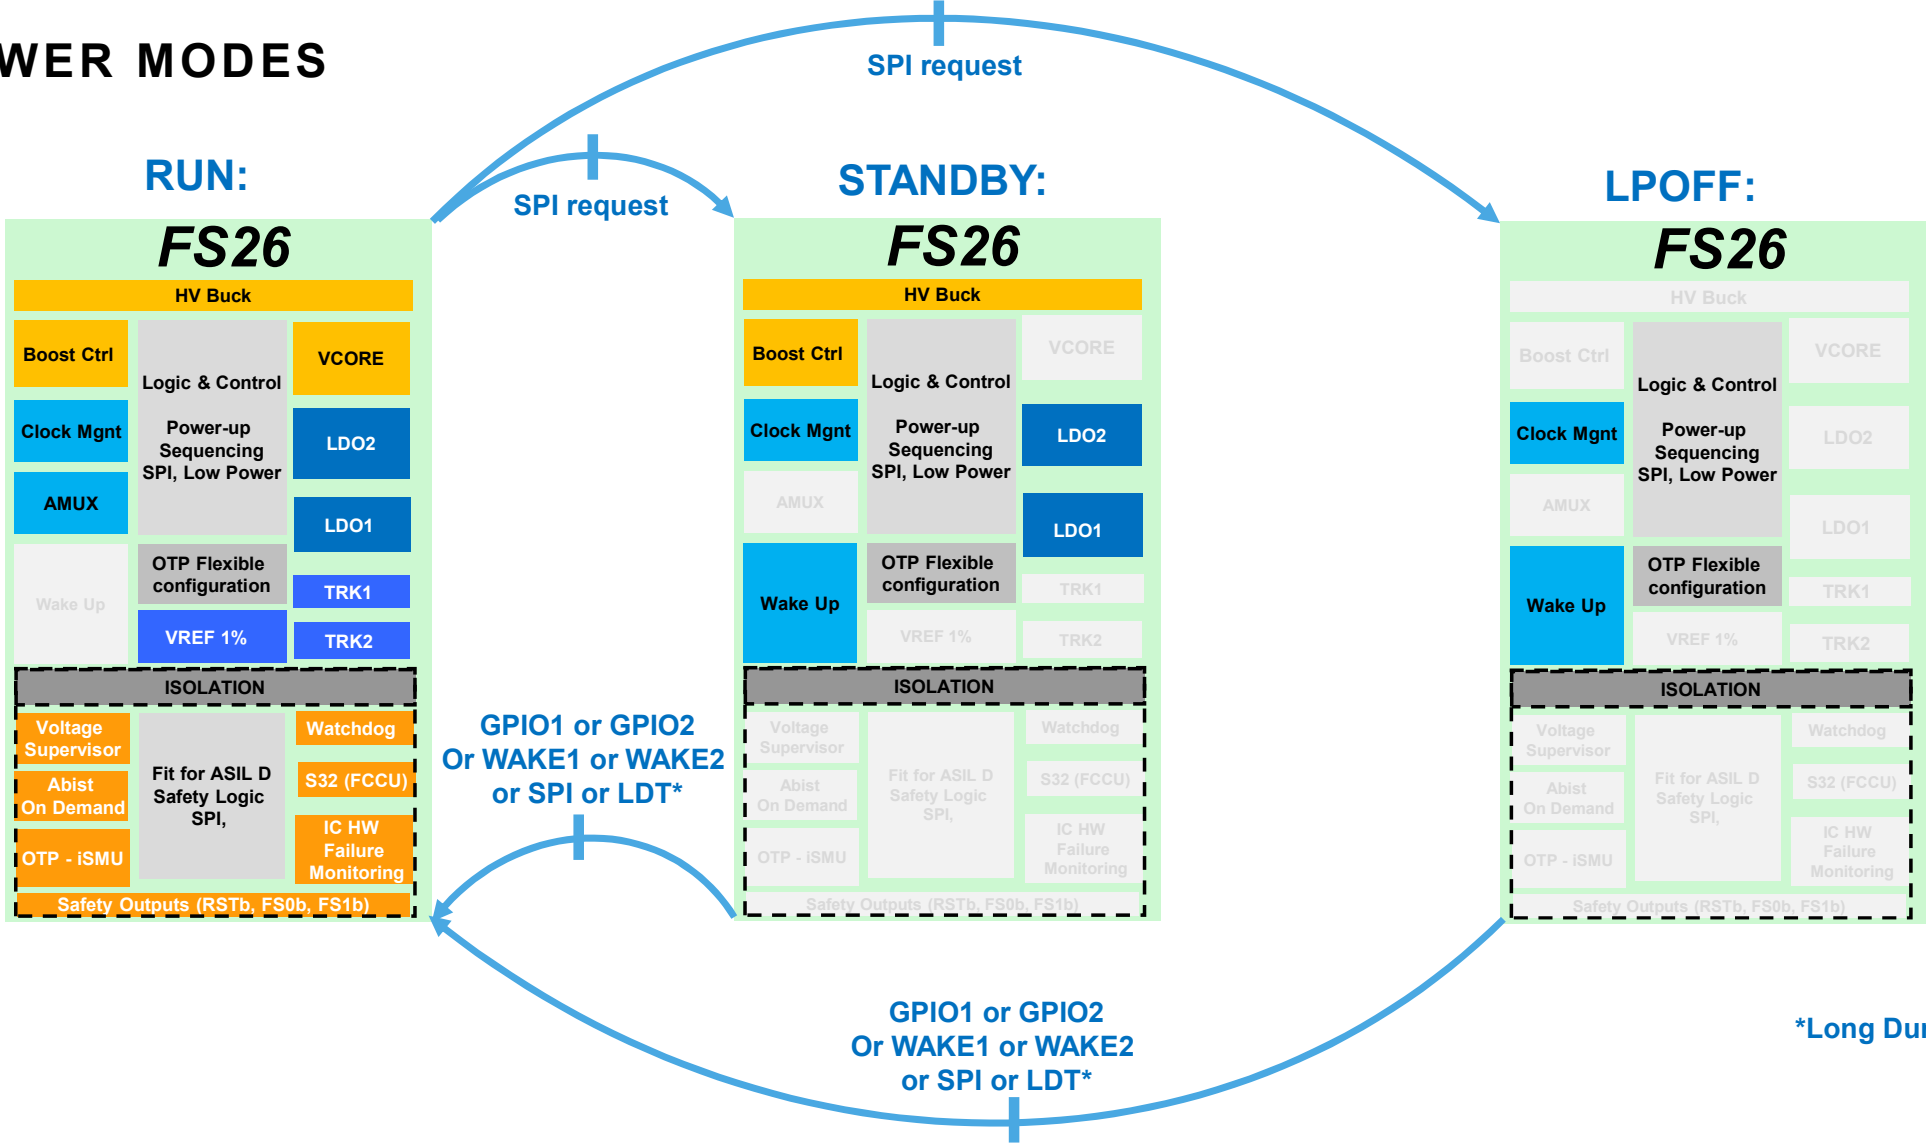 WER MODES
SPI request
SPI request
RUN:
FS26
HV Buck
Boost Ctrl
Logic & Control
Power-up
Sequencing
SPI, Low Power
VCORE
Clock Mgnt
LDO2
AMUX
LDO1
Wake Up
OTP Flexible
configuration
TRK1
VREF 1%
TRK2
ISOLATION
Voltage
Supervisor
Fit for ASIL D
Safety Logic
SPI,
Watchdog
Abist
On Demand
S32 (FCCU)
OTP - iSMU
IC HW
Failure
Monitoring
Safety Outputs (RSTb, FS0b, FS1b)
GPIO1 or GPIO2
Or WAKE1 or WAKE2
or SPI or LDT*
STANDBY:
FS26
HV Buck
Boost Ctrl
Logic & Control
Power-up
Sequencing
SPI, Low Power
VCORE
Clock Mgnt
LDO2
AMUX
LDO1
Wake Up
OTP Flexible
configuration
TRK1
VREF 1%
TRK2
ISOLATION
Voltage
Supervisor
Fit for ASIL D
Safety Logic
SPI,
Watchdog
Abist
On Demand
S32 (FCCU)
OTP - iSMU
IC HW
Failure
Monitoring
Safety Outputs (RSTb, FS0b, FS1b)
GPIO1 or GPIO2
Or WAKE1 or WAKE2
or SPI or LDT*
LPOFF:
FS26
HV Buck
Boost Ctrl
Logic & Control
Power-up
Sequencing
SPI, Low Power
VCORE
Clock Mgnt
LDO2
AMUX
LDO1
Wake Up
OTP Flexible
configuration
TRK1
VREF 1%
TRK2
ISOLATION
Voltage
Supervisor
Fit for ASIL D
Safety Logic
SPI,
Watchdog
Abist
On Demand
S32 (FCCU)
OTP - iSMU
IC HW
Failure
Monitoring
Safety Outputs (RSTb, FS0b, FS1b)
*Long Dur